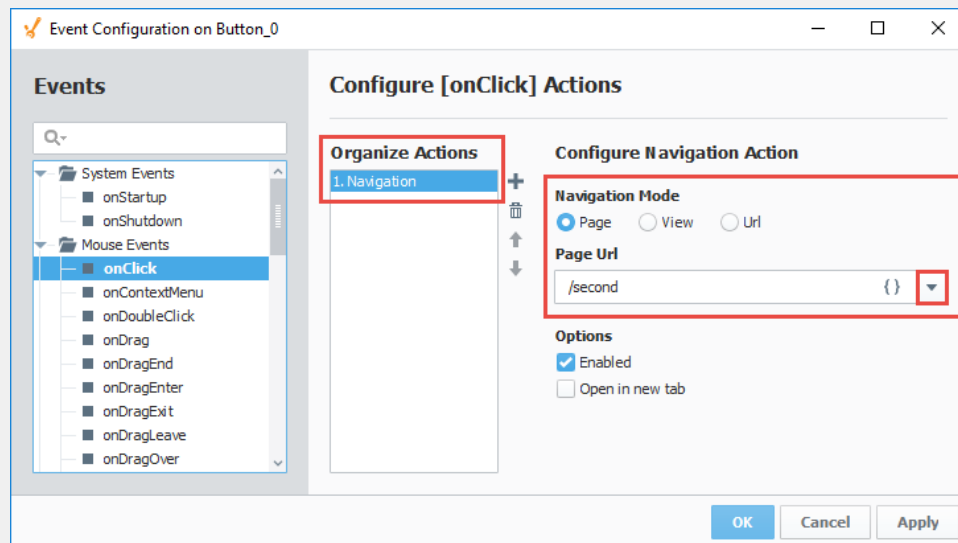 Event Configuration on Button_0
Events
System Events
onStartup
onShutdown
Mouse Events
onClick
onContextMenu
onDoubleClick
onDrag
onDragEnd
onDragEnter
onDragExit
onDragLeave
onDragOver
Configure [onClick] Actions
Organize Actions
1. Navigation
Configure Navigation Action
Navigation Mode
Page View Url
Page Url
/second {}
Options
Enabled
Open in new tab
OK Cancel Apply